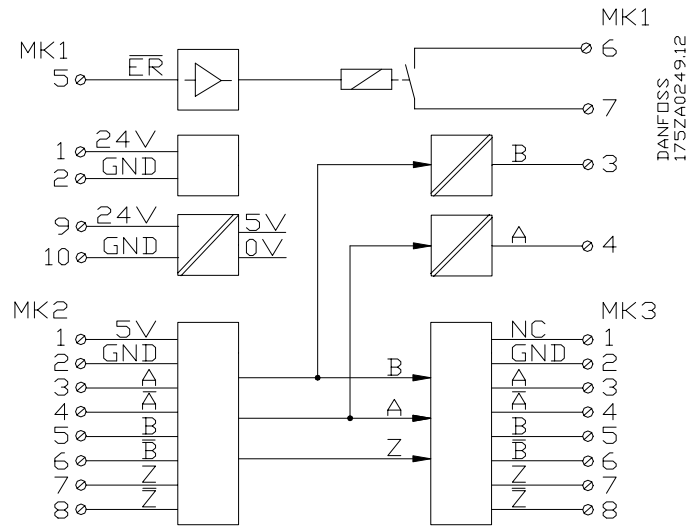 MK1
MK1
5 E̅R̅
6
7
DANFOSS
175ZA0249.12
1 24V
2 GND
B 3
9 24V 5V
10 GND 0V
A 4
MK2
MK3
1 5V
NC 1
2 GND
GND 2
3 A
B
A 3
4 A̅
A
A̅ 4
5 B
B 5
6 B̅
Z
B̅ 6
7 Z
Z 7
8 Z̅
Z̅ 8